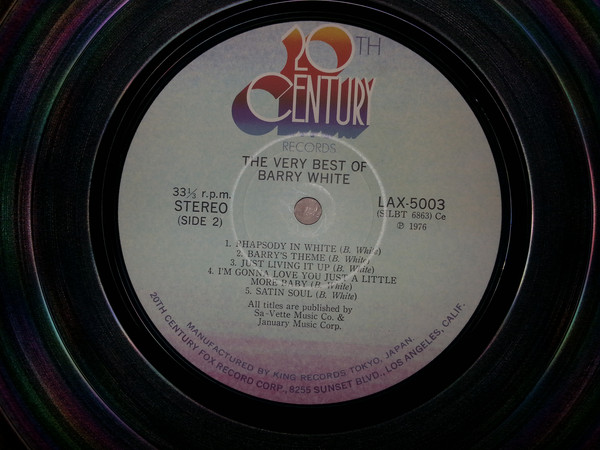 20TH
CENTURY
RECORDS
THE VERY BEST OF
BARRY WHITE
33⅓ r.p.m.
STEREO
(SIDE 2)
LAX-5003
(SILBT 6863) Ce
℗ 1976
1. RHAPSODY IN WHITE (B. White)
2. BARRY'S THEME (B. White)
3. JUST LIVING IT UP (B. White)
4. I'M GONNA LOVE YOU JUST A LITTLE
MORE BABY (B. White)
5. SATIN SOUL (B. White)
All titles are published by
Sa-Vette Music Co. &
January Music Corp.
MANUFACTURED BY KING RECORDS TOKYO, JAPAN
20TH CENTURY FOX RECORD CORP., 8255 SUNSET BLVD., LOS ANGELES, CALIF.